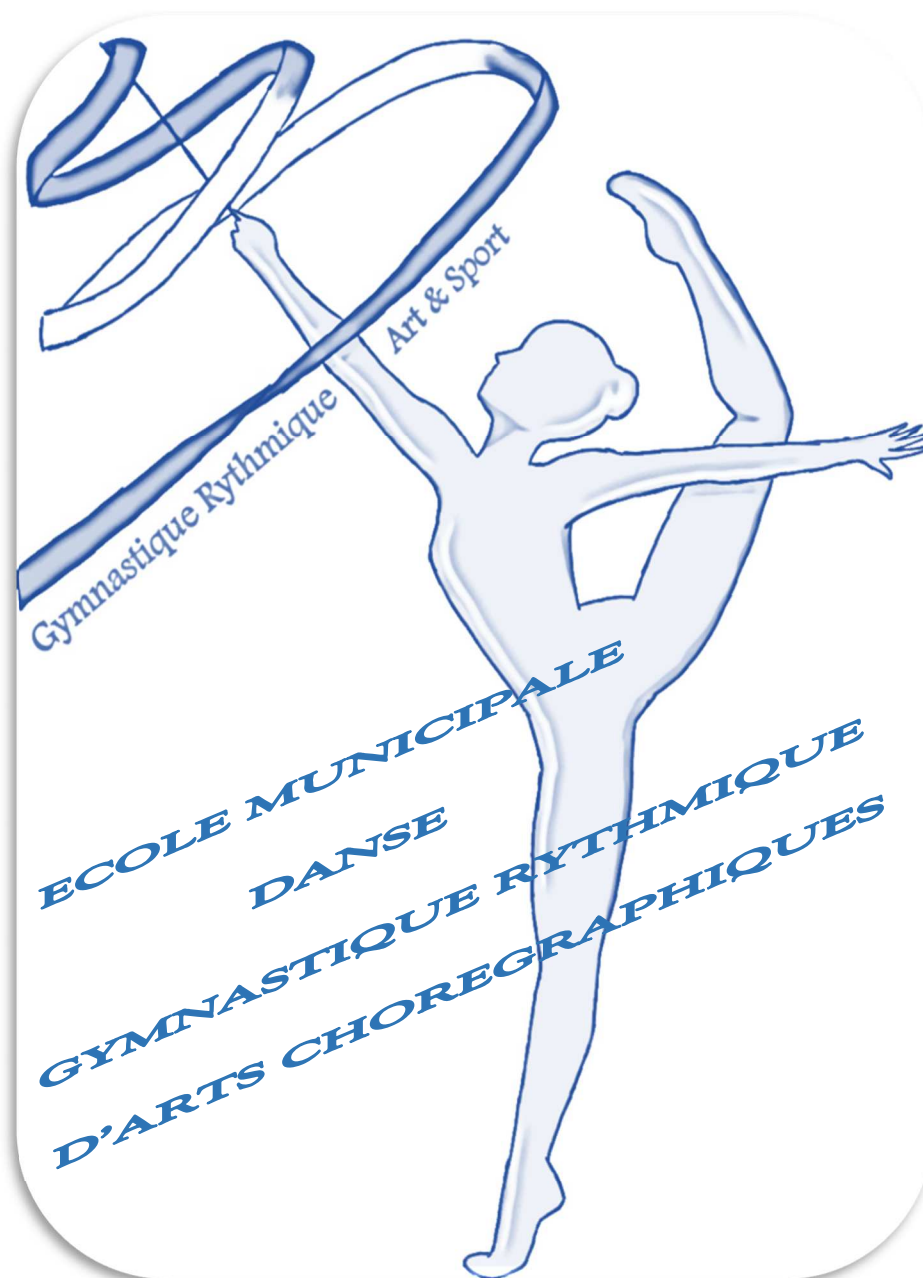 Gymnastique Rythmique Art & Sport
ECOLE MUNICIPALE
DANSE
GYMNASTIQUE RYTHMIQUE
D’ARTS CHOREGRAPHIQUES